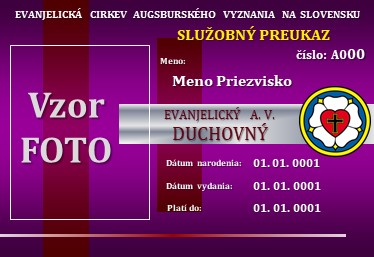 EVANJELICKÁ CIRKEV AUGSBURSKÉHO VYZNANIA NA SLOVENSKU
SLUŽOBNÝ PREUKAZ
číslo: A000
Meno:
Meno Priezvisko
Vzor
FOTO
EVANJELICKÝ A. V.
DUCHOVNÝ
Dátum narodenia: 01. 01. 0001
Dátum vydania: 01. 01. 0001
Platí do: 01. 01. 0001